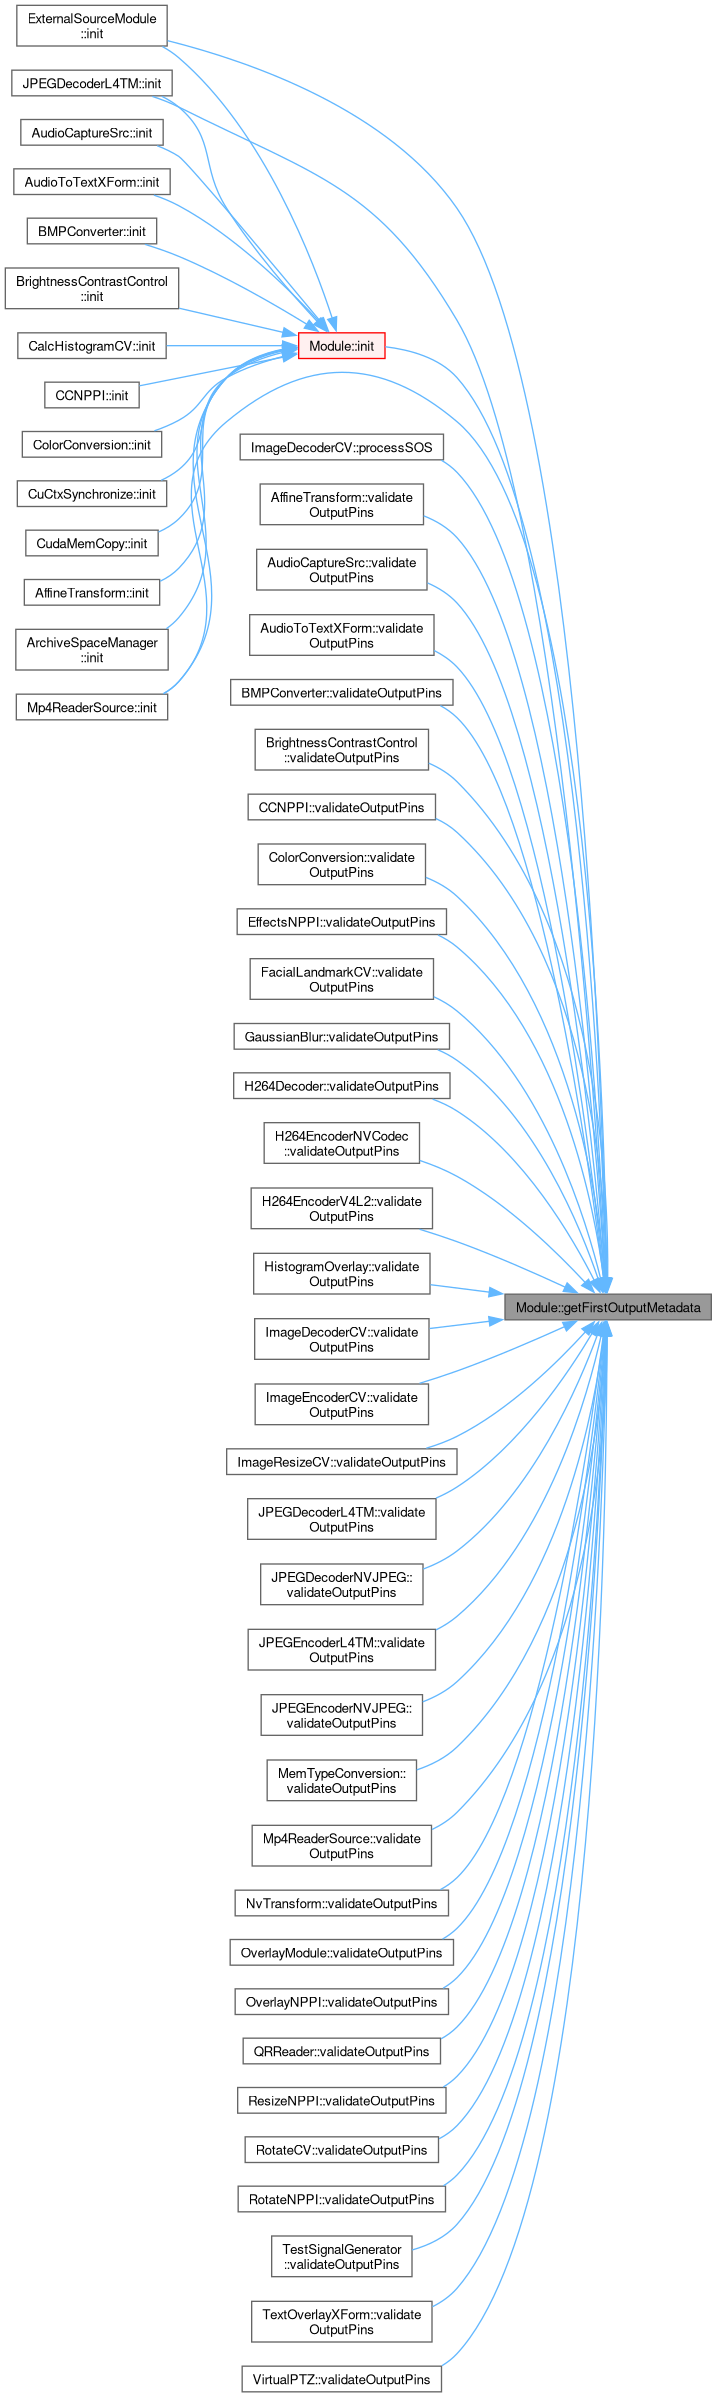 ExternalSourceModule
::init
JPEGDecoderL4TM::init
AudioCaptureSrc::init
AudioToTextXForm::init
BMPConverter::init
BrightnessContrastControl
::init
CalcHistogramCV::init
Module::init
CCNPPI::init
ColorConversion::init
CuCtxSynchronize::init
CudaMemCopy::init
AffineTransform::init
ArchiveSpaceManager
::init
Mp4ReaderSource::init
ImageDecoderCV::processSOS
AffineTransform::validate
OutputPins
AudioCaptureSrc::validate
OutputPins
AudioToTextXForm::validate
OutputPins
BMPConverter::validateOutputPins
BrightnessContrastControl
::validateOutputPins
CCNPPI::validateOutputPins
ColorConversion::validate
OutputPins
EffectsNPPI::validateOutputPins
FacialLandmarkCV::validate
OutputPins
GaussianBlur::validateOutputPins
H264Decoder::validateOutputPins
H264EncoderNVCodec
::validateOutputPins
H264EncoderV4L2::validate
OutputPins
HistogramOverlay::validate
OutputPins
Module::getFirstOutputMetadata
ImageDecoderCV::validate
OutputPins
ImageEncoderCV::validate
OutputPins
ImageResizeCV::validateOutputPins
JPEGDecoderL4TM::validate
OutputPins
JPEGDecoderNVJPEG::
validateOutputPins
JPEGEncoderL4TM::validate
OutputPins
JPEGEncoderNVJPEG::
validateOutputPins
MemTypeConversion::
validateOutputPins
Mp4ReaderSource::validate
OutputPins
NvTransform::validateOutputPins
OverlayModule::validateOutputPins
OverlayNPPI::validateOutputPins
QRReader::validateOutputPins
ResizeNPPI::validateOutputPins
RotateCV::validateOutputPins
RotateNPPI::validateOutputPins
TestSignalGenerator
::validateOutputPins
TextOverlayXForm::validate
OutputPins
VirtualPTZ::validateOutputPins